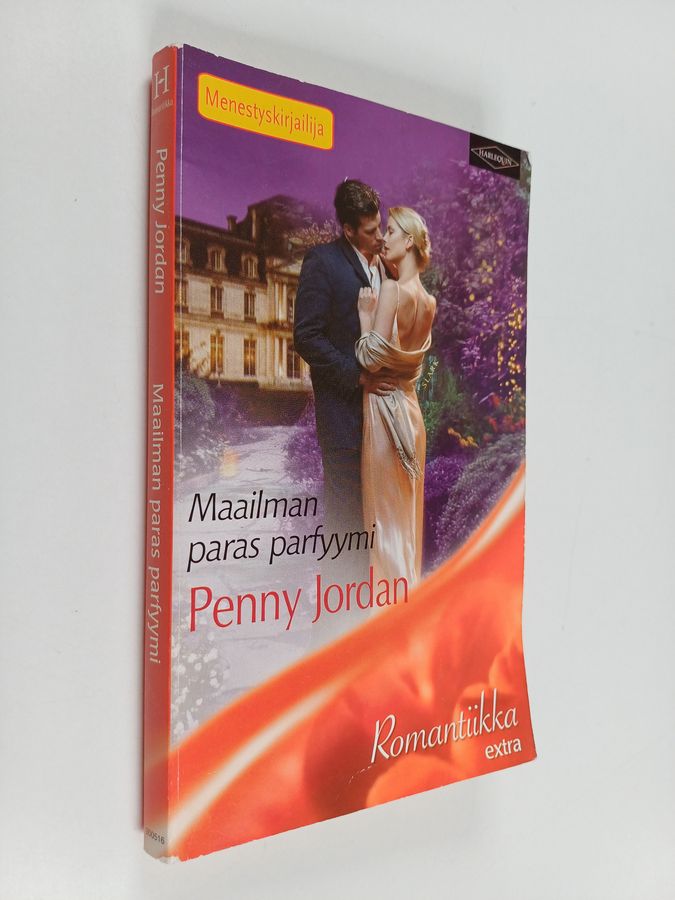 Menestyskirjailija
HARLEQUIN
Maailman
paras parfyymi
Penny Jordan
Romantiikka
extra
H
Penny Jordan
Maailman paras parfyymi